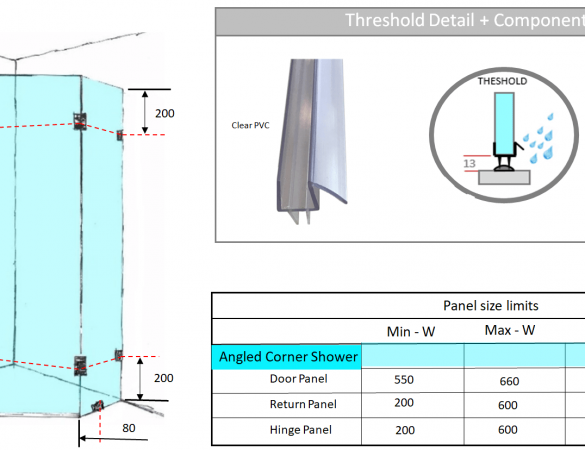 Threshold Detail + Component
Clear PVC
THESHOLD
13
200
200
80
Panel size limits
Min - W Max - W
Angled Corner Shower
Door Panel 550 660
Return Panel 200 600
Hinge Panel 200 600